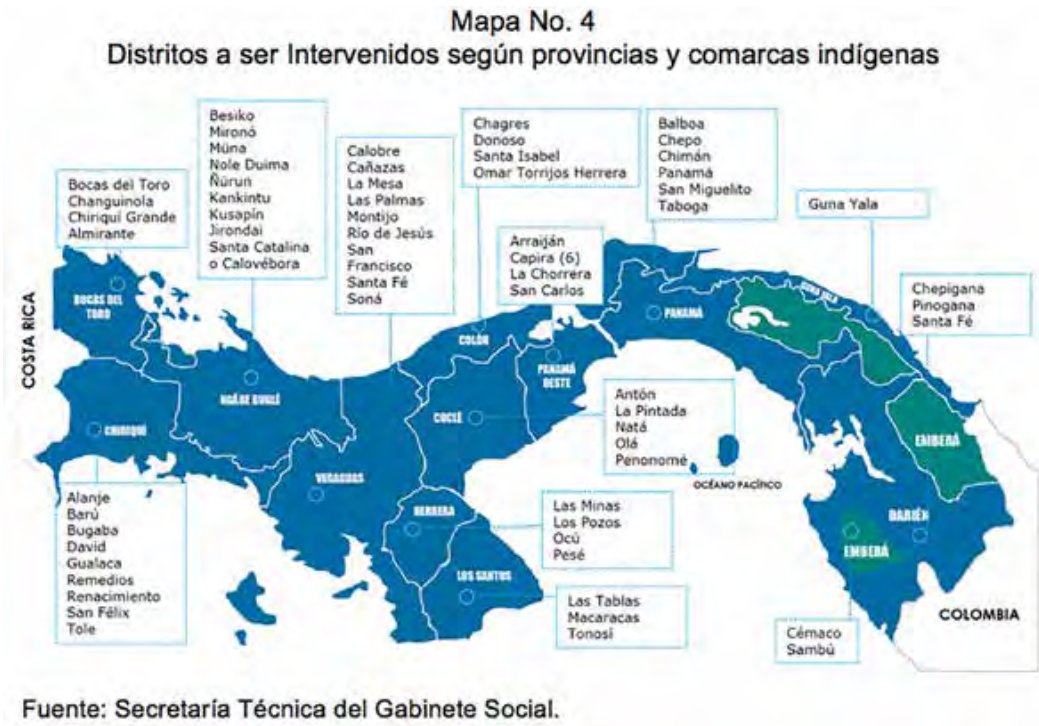 Mapa No. 4
Distritos a ser Intervenidos según provincias y comarcas indígenas
Bocas del Toro
Changuinola
Chiriquí Grande
Almirante
Besiko
Mironó
Müna
Nole Duima
Ñürun
Kankintu
Kusapín
Jirondai
Santa Catalina
o Calovébora
Calobre
Cañazas
La Mesa
Las Palmas
Montijo
Río de Jesús
San
Francisco
Santa Fé
Soná
Chagres
Donoso
Santa Isabel
Omar Torrijos Herrera
Arraiján
Capira (6)
La Chorrera
San Carlos
Balboa
Chepo
Chimán
Panamá
San Miguelito
Taboga
Guna Yala
Chepigana
Pinogana
Santa Fé
COSTA RICA
BOCAS DEL
TORO
NGÄBE BUGLÉ
CHIRIQUÍ
VERAGUAS
COLÓN
COCLÉ
PANAMÁ
OESTE
PANAMÁ
GUNA YALA
EMBERÁ
HERRERA
LOS SANTOS
DARIÉN
EMBERÁ
OCÉANO PACÍFICO
COLOMBIA
Antón
La Pintada
Natá
Olá
Penonomé
Alanje
Barú
Bugaba
David
Gualaca
Remedios
Renacimiento
San Félix
Tole
Las Minas
Los Pozos
Ocú
Pesé
Las Tablas
Macaracas
Tonosí
Cémaco
Sambú
Fuente: Secretaría Técnica del Gabinete Social.